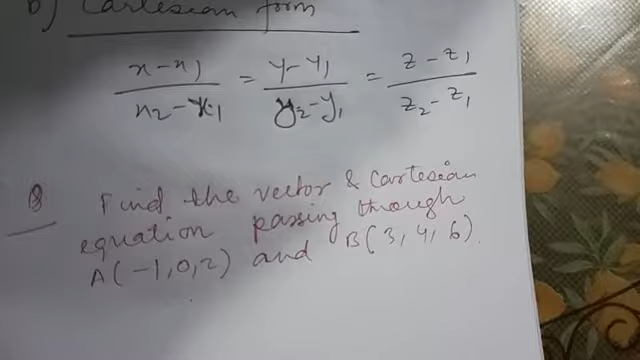 b) Cartesian form
x-x1/x2-x1 = y-y1/y2-y1 = z-z1/z2-z1
Q Find the vector & Cartesian
equation passing through
A(-1,0,2) and B(3,4,6).